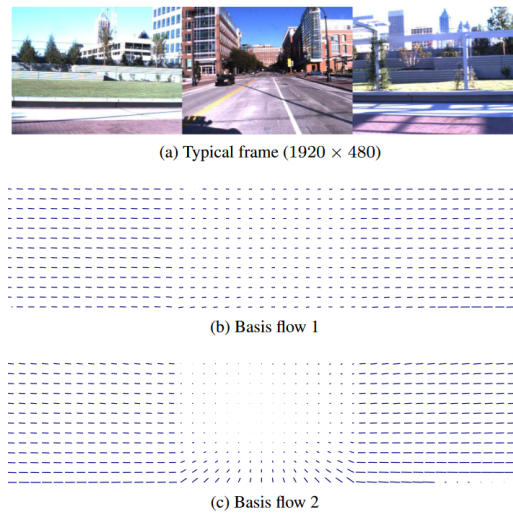 (a) Typical frame (1920 × 480)
(b) Basis flow 1
(c) Basis flow 2